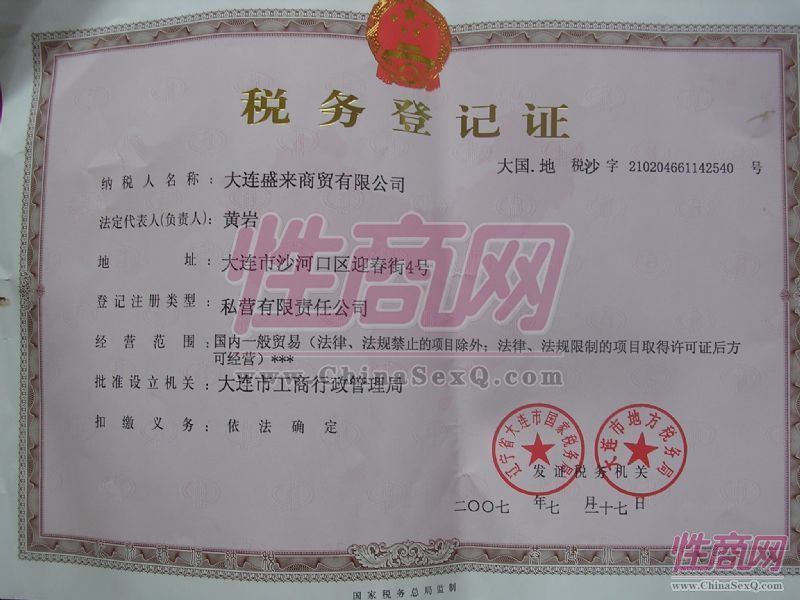 税务登记证
大国.地 税沙 字 210204661142540 号
纳税人名称: 大连盛来商贸有限公司
法定代表人(负责人): 黄岩
地址: 大连市沙河口区迎春街4号
登记注册类型: 私营有限责任公司
经营范围: 国内一般贸易(法律、法规禁止的项目除外;法律、法规限制的项目取得许可证后方
可经营)***
批准设立机关: 大连市工商行政管理局
扣缴义务: 依法确定
性商网
www.ChinaSexQ.com
辽宁省大连市国家税务局
大连市地方税务局
发证税务机关
二〇〇七 年 七 月 二十七 日
国家税务总局监制
性商网
www.ChinaSexQ.com